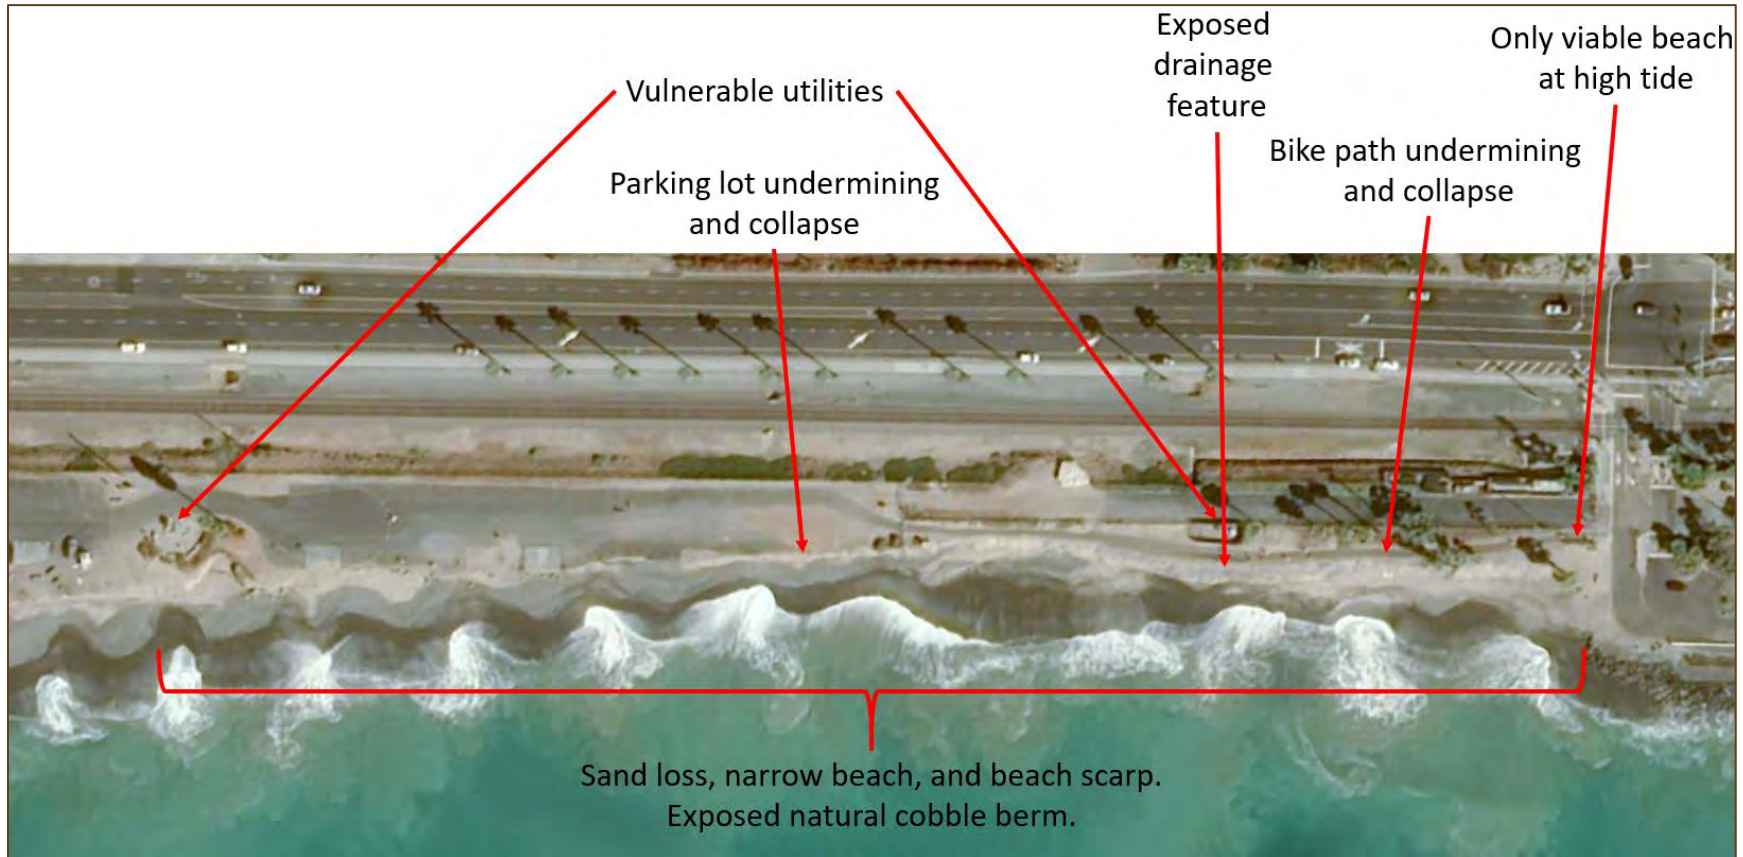 Exposed
drainage
feature
Only viable beach
at high tide
Vulnerable utilities
Bike path undermining
and collapse
Parking lot undermining
and collapse
Sand loss, narrow beach, and beach scarp.
Exposed natural cobble berm.